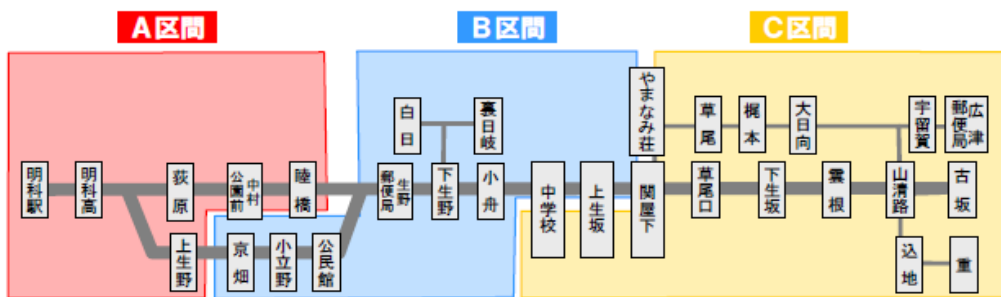 A区間
B区間
C区間
明科駅
明科高
荻原
中村
公園前
睦橋
上生野
京畑
小立野
公民館
生野
郵便局
白日
裏日岐
下生野
小舟
中学校
上生坂
やまなみ荘
関屋下
草尾
梶本
大日向
宇留賀
広津
郵便局
草尾口
下生坂
雲根
山清路
古坂
込地
重